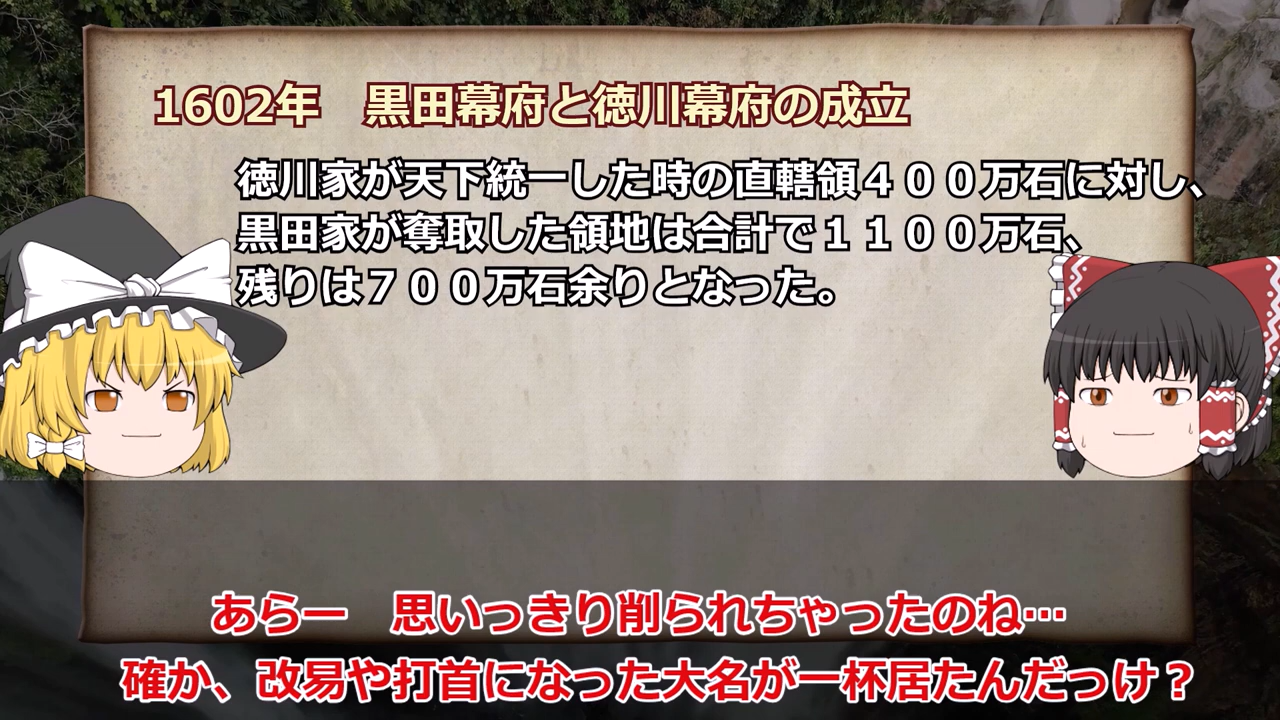 1602年　黒田幕府と徳川幕府の成立
徳川家が天下統一した時の直轄領４００万石に対し、
黒田家が奪取した領地は合計で１１００万石、
残りは７００万石余りとなった。
あらー　思いっきり削られちゃったのね…
確か、改易や打首になった大名が一杯居たんだっけ？